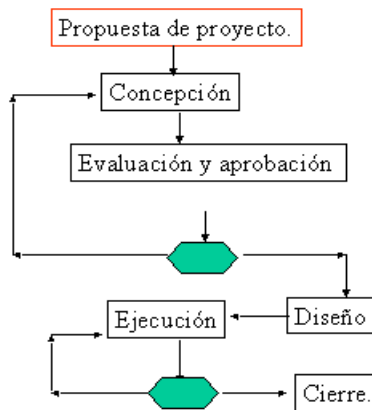 Propuesta de proyecto.
Concepción
Evaluación y aprobación
Diseño
Ejecución
Cierre.